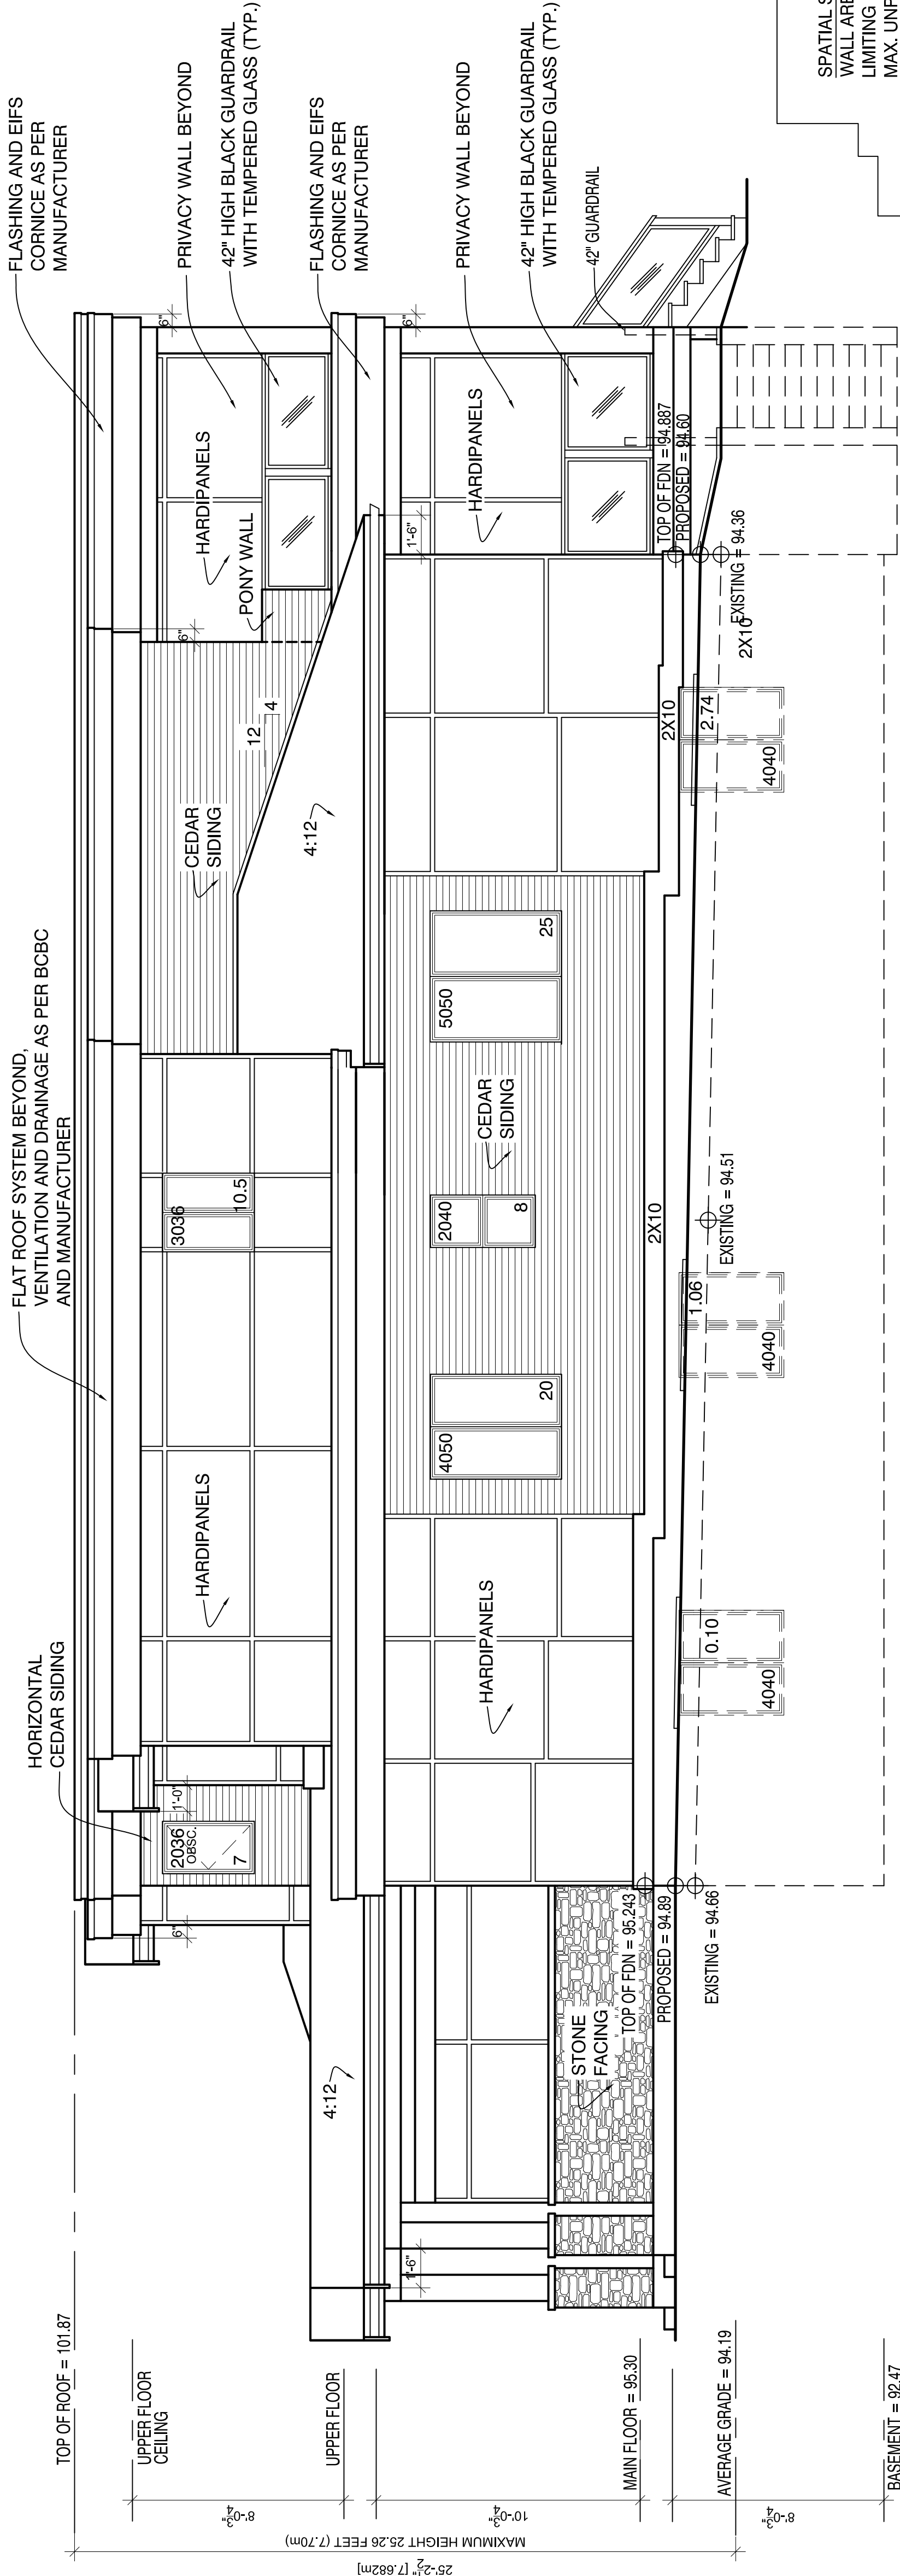 FLASHING AND EIFS
CORNICE AS PER
MANUFACTURER
PRIVACY WALL BEYOND
42" HIGH BLACK GUARDRAIL
WITH TEMPERED GLASS (TYP.)
FLASHING AND EIFS
CORNICE AS PER
MANUFACTURER
PRIVACY WALL BEYOND
42" HIGH BLACK GUARDRAIL
WITH TEMPERED GLASS (TYP.)
42" GUARDRAIL
SPATIAL S
WALL ARE
LIMITING
MAX. UNP
6"
6"
HARDIPANELS
PONY WALL
6"
HARDIPANELS
1'-6"
TOP OF FDN = 94.887
PROPOSED = 94.60
EXISTING = 94.36
2X10
12
4
CEDAR
SIDING
4:12
2X10
2.74
4040
FLAT ROOF SYSTEM BEYOND,
VENTILATION AND DRAINAGE AS PER BCBC
AND MANUFACTURER
3036
10.5
5050
25
CEDAR
SIDING
2040
8
4050
20
2X10
EXISTING = 94.51
1.06
4040
HORIZONTAL
CEDAR SIDING
HARDIPANELS
HARDIPANELS
0.10
4040
1'-0"
2036
OBSC.
7
6"
4:12
STONE
FACING
TOP OF FDN = 95.243
PROPOSED = 94.89
EXISTING = 94.66
1'-6"
TOP OF ROOF = 101.87
UPPER FLOOR
CEILING
UPPER FLOOR
MAIN FLOOR = 95.30
AVERAGE GRADE = 94.19
BASEMENT = 92.47
8'-0 3/4"
10'-0 3/4"
8'-0 3/4"
MAXIMUM HEIGHT 25.26 FEET (7.70m)
25'-2 1/2" [7.682m]